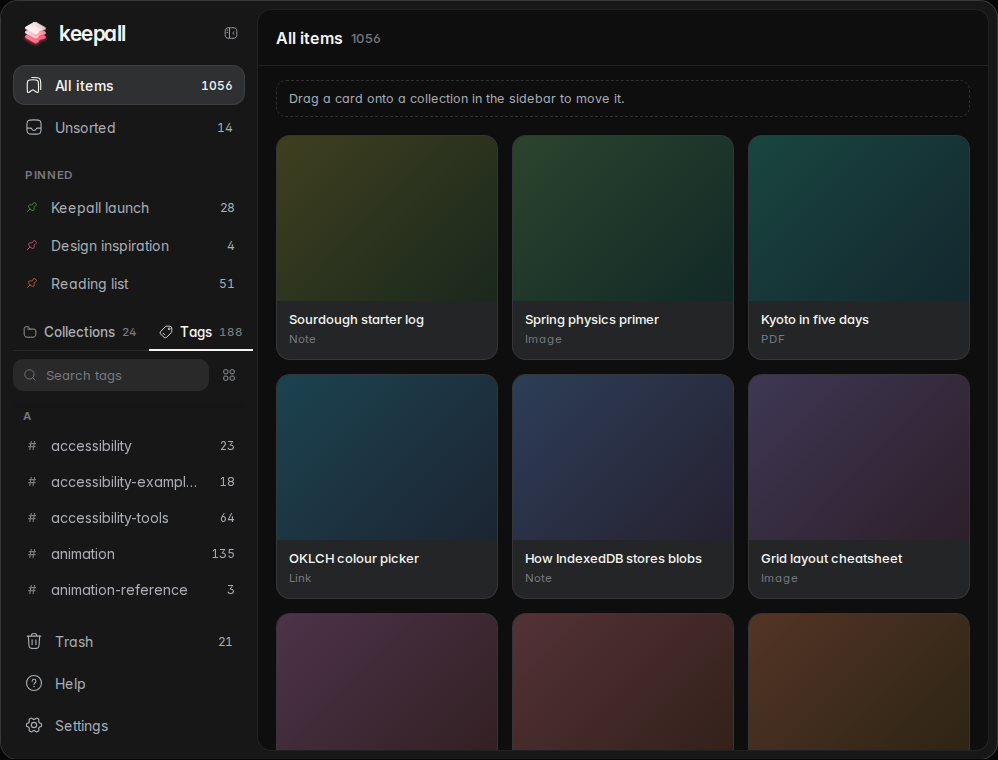 keepall
All items 1056
Unsorted 14
PINNED
Keepall launch 28
Design inspiration 4
Reading list 51
Collections 24 Tags 188
Search tags
A
# accessibility 23
# accessibility-exampl... 18
# accessibility-tools 64
# animation 135
# animation-reference 3
Trash 21
Help
Settings
All items 1056
Drag a card onto a collection in the sidebar to move it.
Sourdough starter log
Note
Spring physics primer
Image
Kyoto in five days
PDF
OKLCH colour picker
Link
How IndexedDB stores blobs
Note
Grid layout cheatsheet
Image